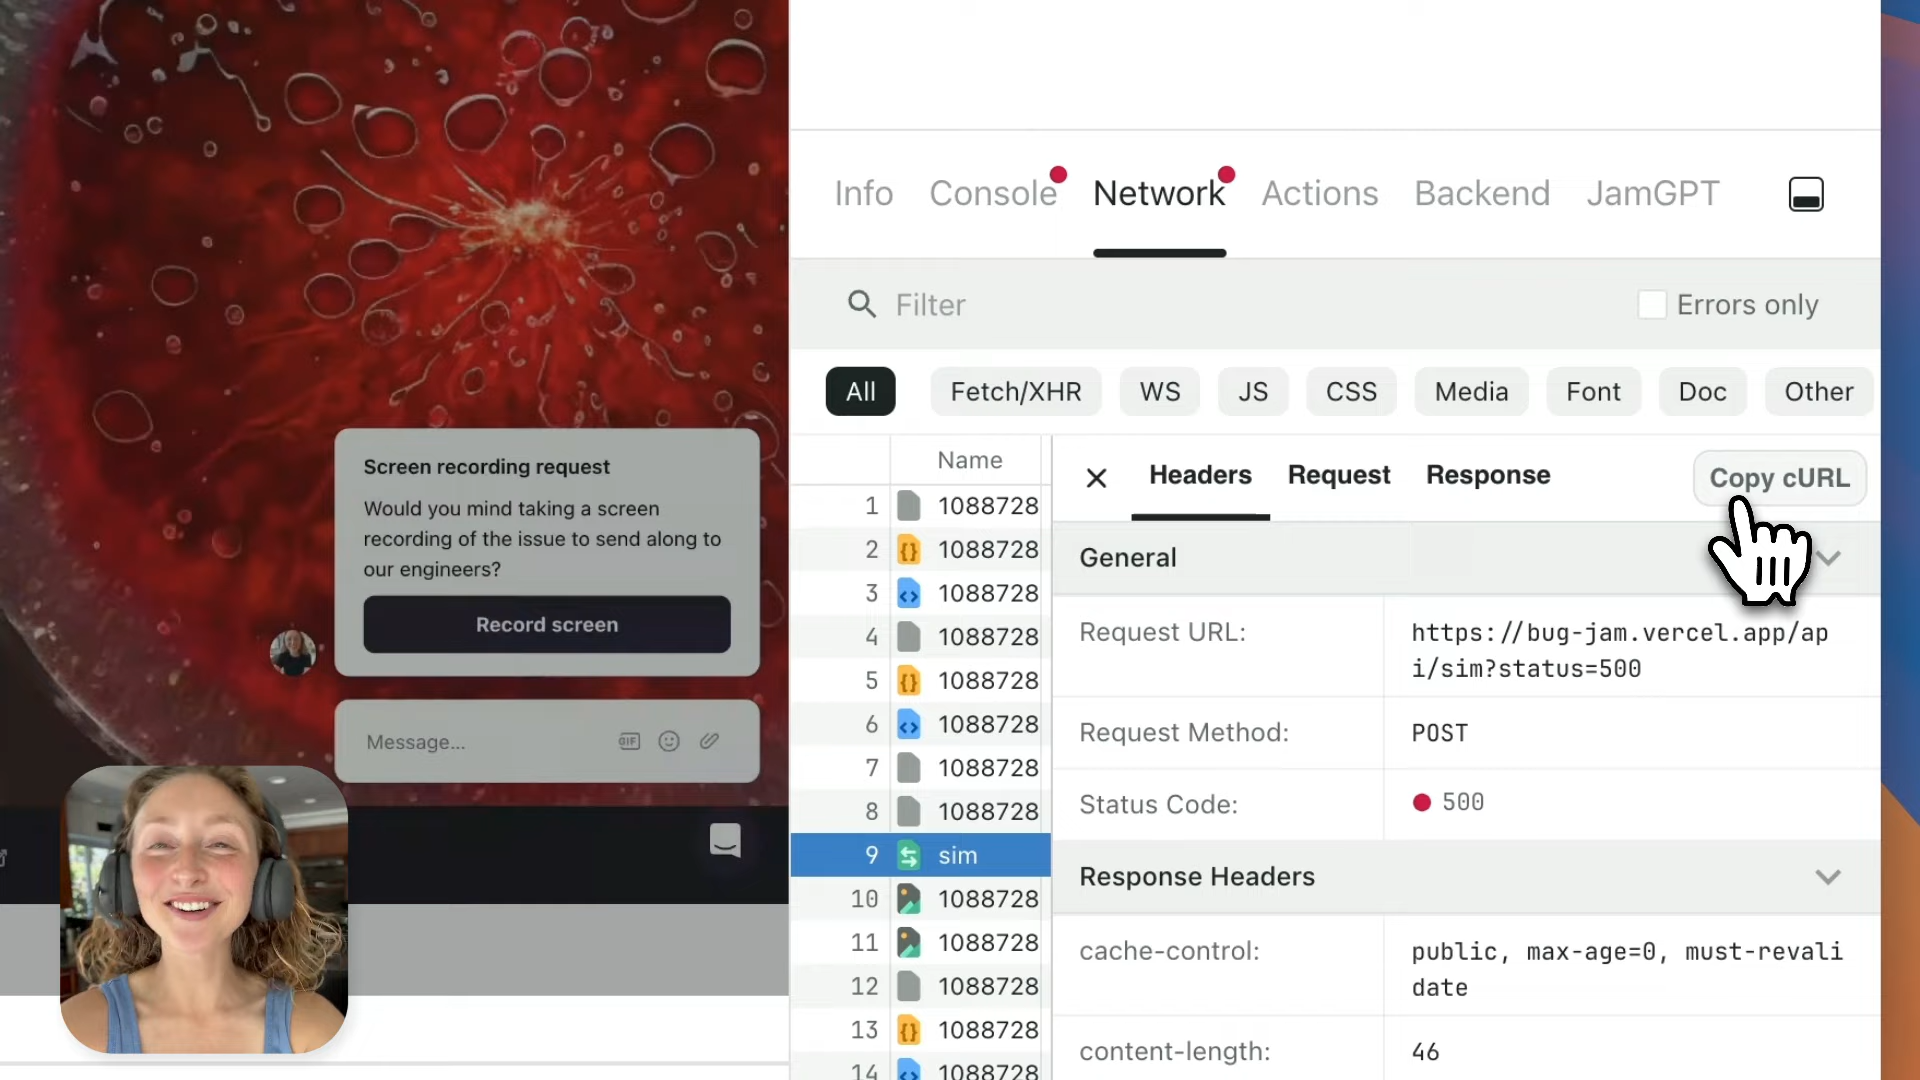 Screen recording request
Would you mind taking a screen
recording of the issue to send along to
our engineers?
Record screen
Message...
GIF
Info
Console
Network
Actions
Backend
JamGPT
Filter
Errors only
All
Fetch/XHR
WS
JS
CSS
Media
Font
Doc
Other
Name
1 1088728
2 1088728
3 1088728
4 1088728
5 1088728
6 1088728
7 1088728
8 1088728
9 sim
10 1088728
11 1088728
12 1088728
13 1088728
14 1088728
Headers
Request
Response
Copy cURL
General
Request URL:
https://bug-jam.vercel.app/ap
i/sim?status=500
Request Method:
POST
Status Code:
500
Response Headers
cache-control:
public, max-age=0, must-revali
date
content-length:
46